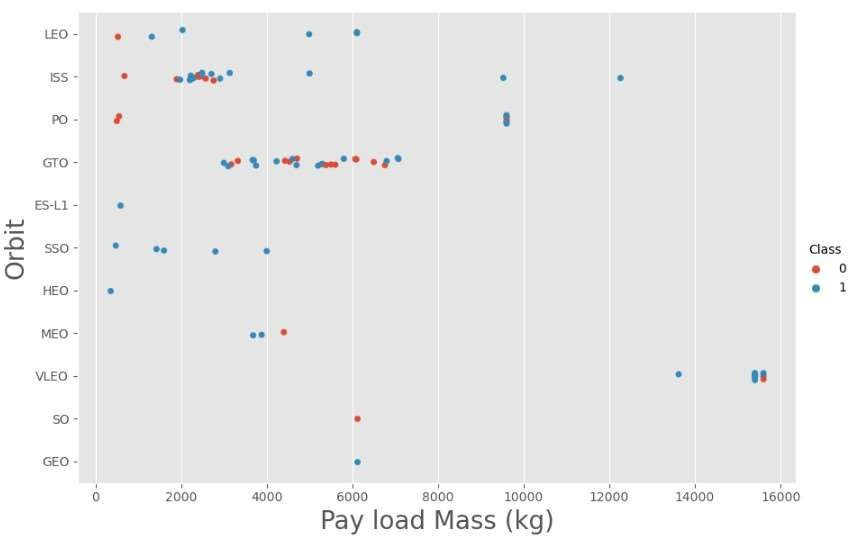 LEO
ISS
PO
GTO
ES-L1
SSO
HEO
MEO
VLEO
SO
GEO
Orbit
0 2000 4000 6000 8000 10000 12000 14000 16000
Pay load Mass (kg)
Class
0
1